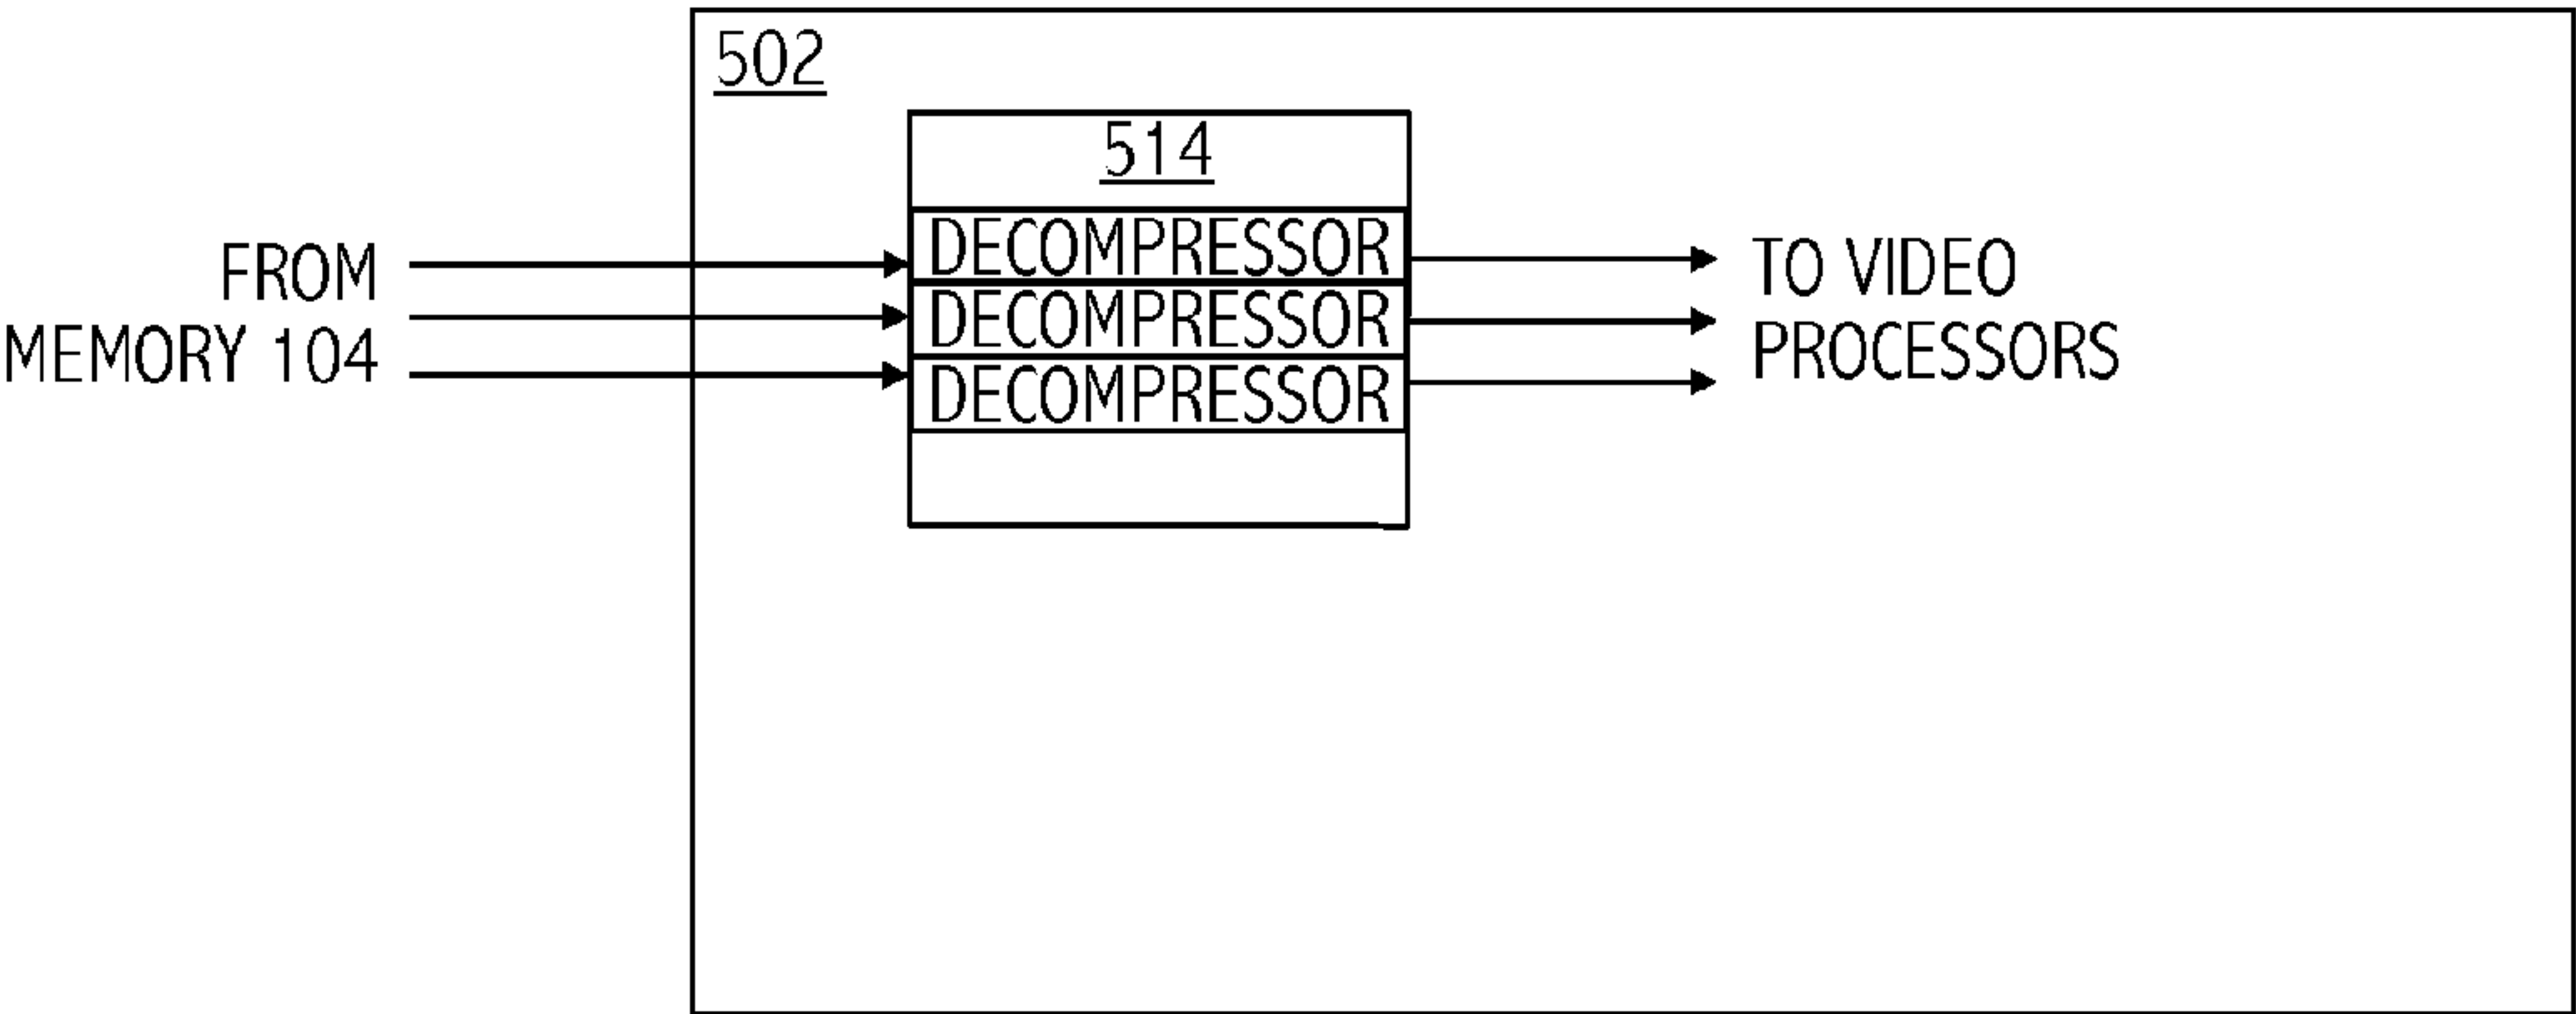 502
514
FROM
MEMORY 104
DECOMPRESSOR
DECOMPRESSOR
DECOMPRESSOR
TO VIDEO
PROCESSORS